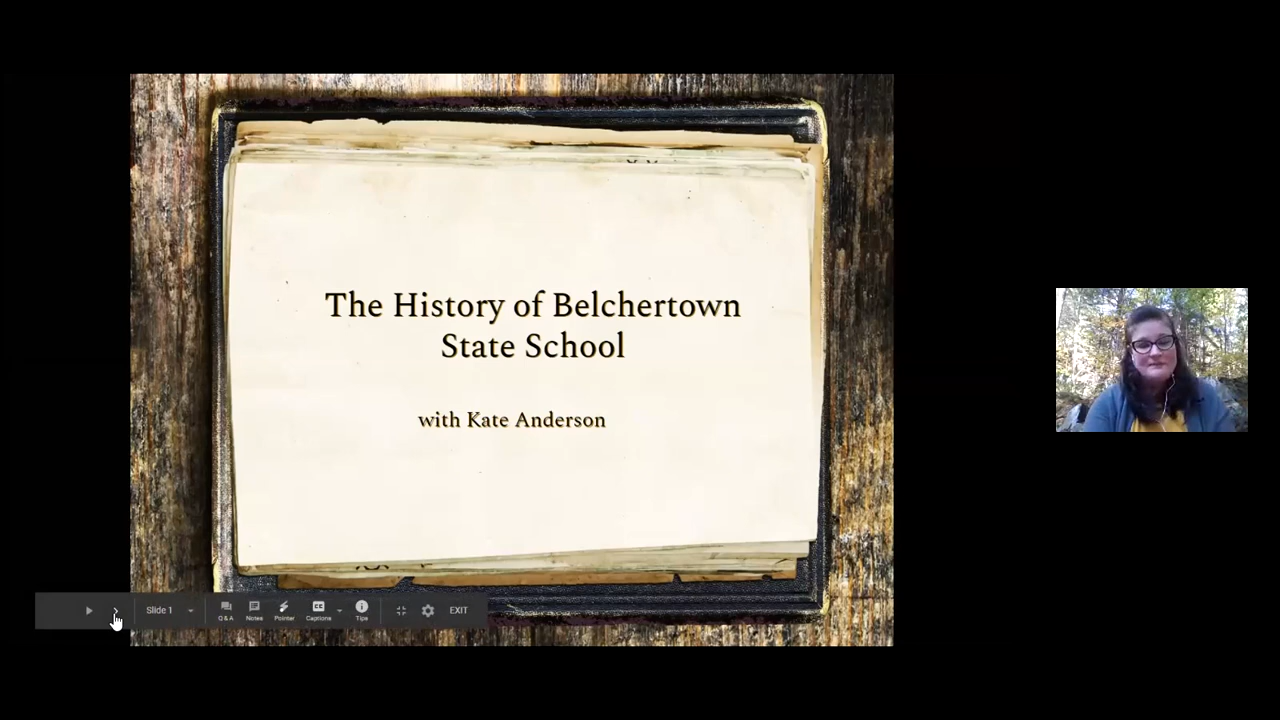 The History of Belchertown
State School
with Kate Anderson
Slide 1
Q & A
Notes
Pointer
Captions
Tips
EXIT